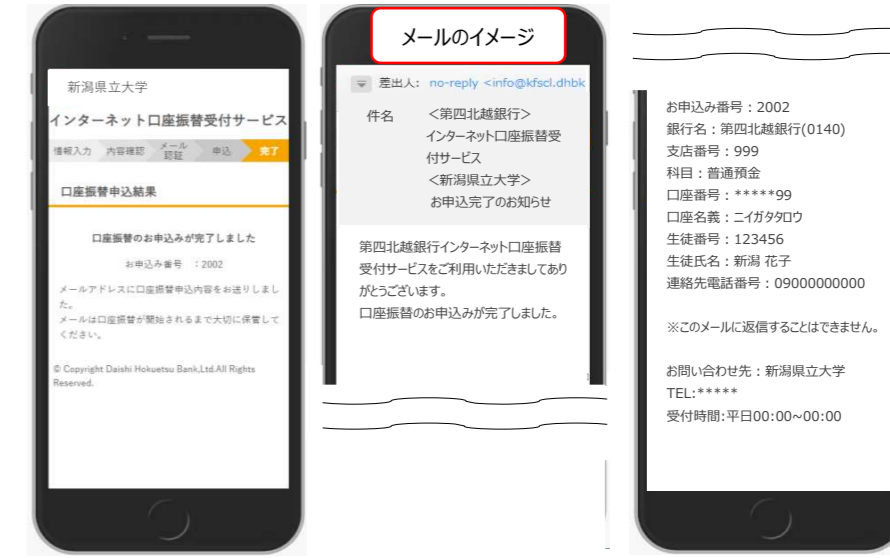 新潟県立大学
インターネット口座振替受付サービス
情報入力 内容確認 メール認証 申込 完了
口座振替申込結果
口座振替のお申込みが完了しました
お申込み番号 :2002
メールアドレスに口座振替申込内容をお送りしまし
た。
メールは口座振替が開始されるまで大切に保管して
ください。
© Copyright Daishi Hokuetsu Bank,Ltd.All Rights
Reserved.
メールのイメージ
差出人: no-reply <info@kfscl.dhbk
件名 <第四北越銀行>
インターネット口座振替受
付サービス
<新潟県立大学>
お申込完了のお知らせ
第四北越銀行インターネット口座振替
受付サービスをご利用いただきましてあり
がとうございます。
口座振替のお申込みが完了しました。
お申込み番号:2002
銀行名:第四北越銀行(0140)
支店番号:999
科目:普通預金
口座番号:*****99
口座名義:ニイガタタロウ
生徒番号:123456
生徒氏名:新潟 花子
連絡先電話番号:09000000000
※このメールに返信することはできません。
お問い合わせ先:新潟県立大学
TEL:*****
受付時間:平日00:00~00:00